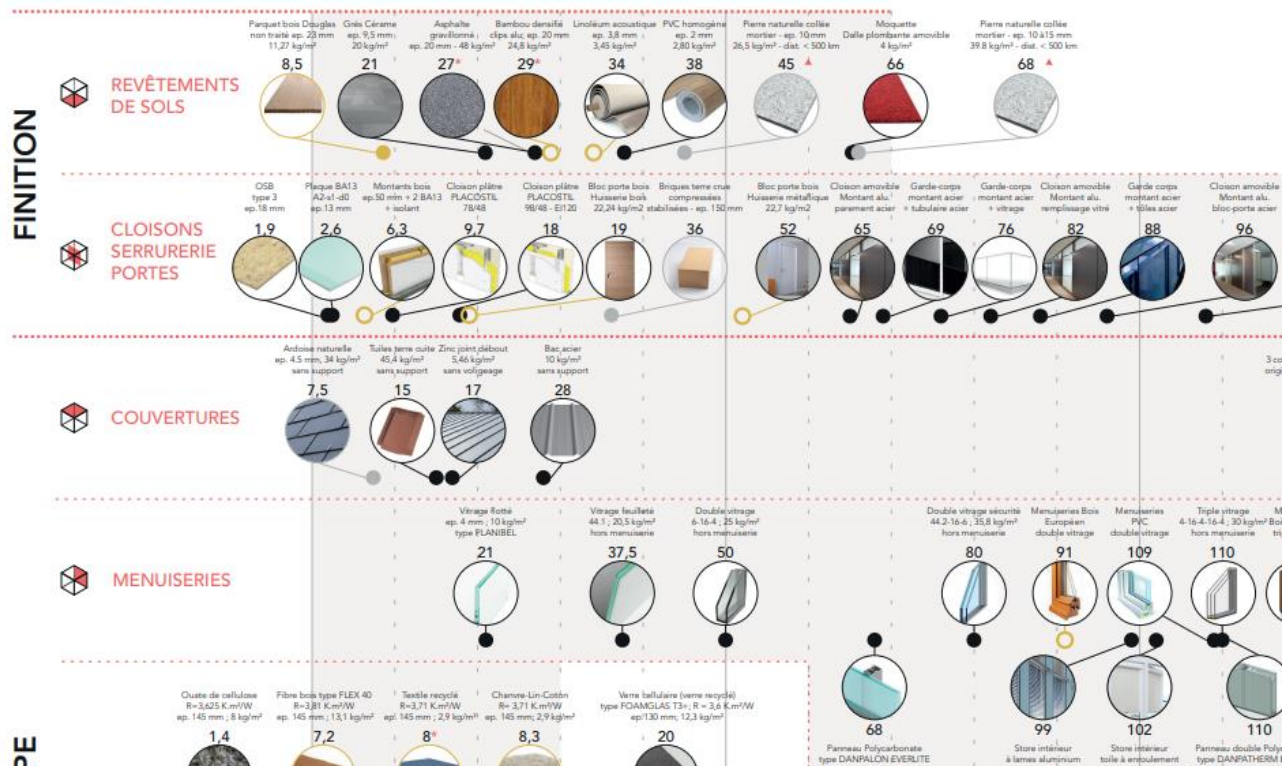 FINITION
REVÊTEMENTS
DE SOLS
Parquet bois Douglas
non traité ep. 23 mm
11,27 kg/m²
8,5
Grès Cérame
ep. 9,5 mm
20 kg/m²
21
Asphalte
gravillonné
ep. 20 mm - 48 kg/m²
27*
Bambou densifié
clips alu; ep. 20 mm
24,8 kg/m²
29*
Linoléum acoustique
ep. 3,8 mm
3,45 kg/m²
34
PVC homogène
ep. 2 mm
2,80 kg/m²
38
Pierre naturelle collée
mortier - ep. 10mm
26,5 kg/m² - dist. < 500 km
45 ▲
Moquette
Dalle plombante amovible
4 kg/m²
66
Pierre naturelle collée
mortier - ep. 10 à15 mm
39.8 kg/m² - dist. < 500 km
68 ▲
CLOISONS
SERRURERIE
PORTES
OSB
type 3
ep.18 mm
1,9
Plaque BA13
A2-s1-d0
ep.13 mm
2,6
Montants bois
ep.50 mm + 2 BA13
+ isolant
6,3
Cloison plâtre
PLACOSTIL
78/48
9,7
Cloison plâtre
PLACOSTIL
98/48 - EI120
18
Bloc porte bois
Huisserie bois
22,24 kg/m2
19
Briques terre crue
compressées
stabilisées - ep. 150 mm
36
Bloc porte bois
Huisserie métallique
22,7 kg/m2
52
Cloison amovible
Montant alu.
parement acier
65
Garde-corps
montant acier
+ tubulaire acier
69
Garde-corps
montant acier
+ vitrage
76
Cloison amovible
Montant alu.
remplissage vitré
82
Garde corps
montant acier
+ tôles acier
88
Cloison amovible
Montant alu.
bloc-porte acier
96
COUVERTURES
Ardoise naturelle
ep. 4.5 mm, 34 kg/m²
sans support
7,5
Tuiles terre cuite
45,4 kg/m²
sans support
15
Zinc joint debout
5,46 kg/m²
sans voligeage
17
Bac acier
10 kg/m²
sans support
28
3 co
orig
MENUISERIES
Vitrage flotté
ep. 4 mm ; 10 kg/m²
type PLANIBEL
21
Vitrage feuilleté
44.1 ; 20,5 kg/m²
hors menuiserie
37,5
Double vitrage
6-16-4 ; 25 kg/m²
hors menuiserie
50
Double vitrage sécurité
44.2-16-6 ; 35,8 kg/m²
hors menuiserie
80
Menuiseries Bois
Européen
double vitrage
91
Menuiseries
PVC
double vitrage
109
Triple vitrage
4-16-4-16-4 ; 30 kg/m²
hors menuiserie
110
M
Boi
tri
68
Panneau Polycarbonate
type DANPALON EVERLITE
99
Store intérieur
à lames aluminium
102
Store intérieur
toile à enroulement
110
Panneau double Poly
type DANPATHERM
PE
Ouate de cellulose
R=3,625 K.m²/W
ep. 145 mm ; 8 kg/m²
1,4
Fibre bois type FLEX 40
R=3,81 K.m²/W
ep. 145 mm ; 13,1 kg/m²
7,2
Textile recyclé
R= 3,71 K.m²/W
ep. 145 mm ; 2,9 kg/m²
8*
Chanvre-Lin-Coton
R= 3,71 K.m²/W
ep. 145 mm; 2,9 kg/m²
8,3
Verre cellulaire (verre recyclé)
type FOAMGLAS T3+; R = 3,6 K.m²/W
ep.130 mm, 12,3 kg/m²
20